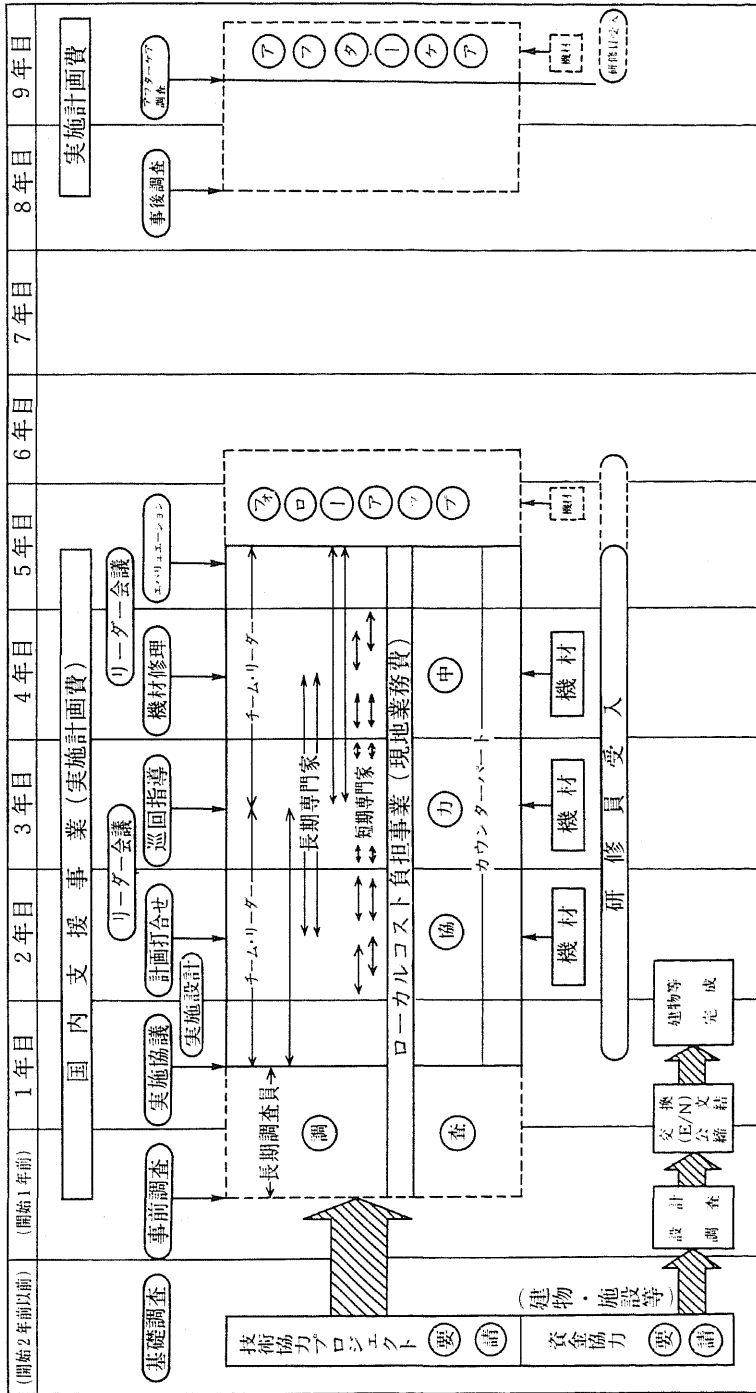 (開始2年前以前)
(開始1年前)
1年目
2年目
3年目
4年目
5年目
6年目
7年目
8年目
9年目
国内支援事業(実施計画費)
実施計画費
リーダー会議
リーダー会議
基礎調査
事前調査
実施協議
実施設計
計画打合せ
巡回指導
機材修理
エバリュエーション
事後調査
アフターケア
調査
長期調査員
チーム・リーダー
チーム・リーダー
長期専門家
短期専門家
ローカルコスト負担事業(現地業務費)
調査
協力中
カウンターパート
フォローアップ
アフターケア
技術協力プロジェクト
要請
資金協力
(建物・施設等)
要請
機材
機材
機材
機材
機材
研修員受入
研修員受入
設計
調査
交換
(E/N)
公文
締結
建物等
完成